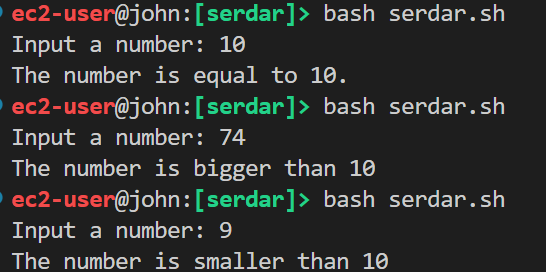 ec2-user@john:[serdar]> bash serdar.sh
Input a number: 10
The number is equal to 10.
ec2-user@john:[serdar]> bash serdar.sh
Input a number: 74
The number is bigger than 10
ec2-user@john:[serdar]> bash serdar.sh
Input a number: 9
The number is smaller than 10